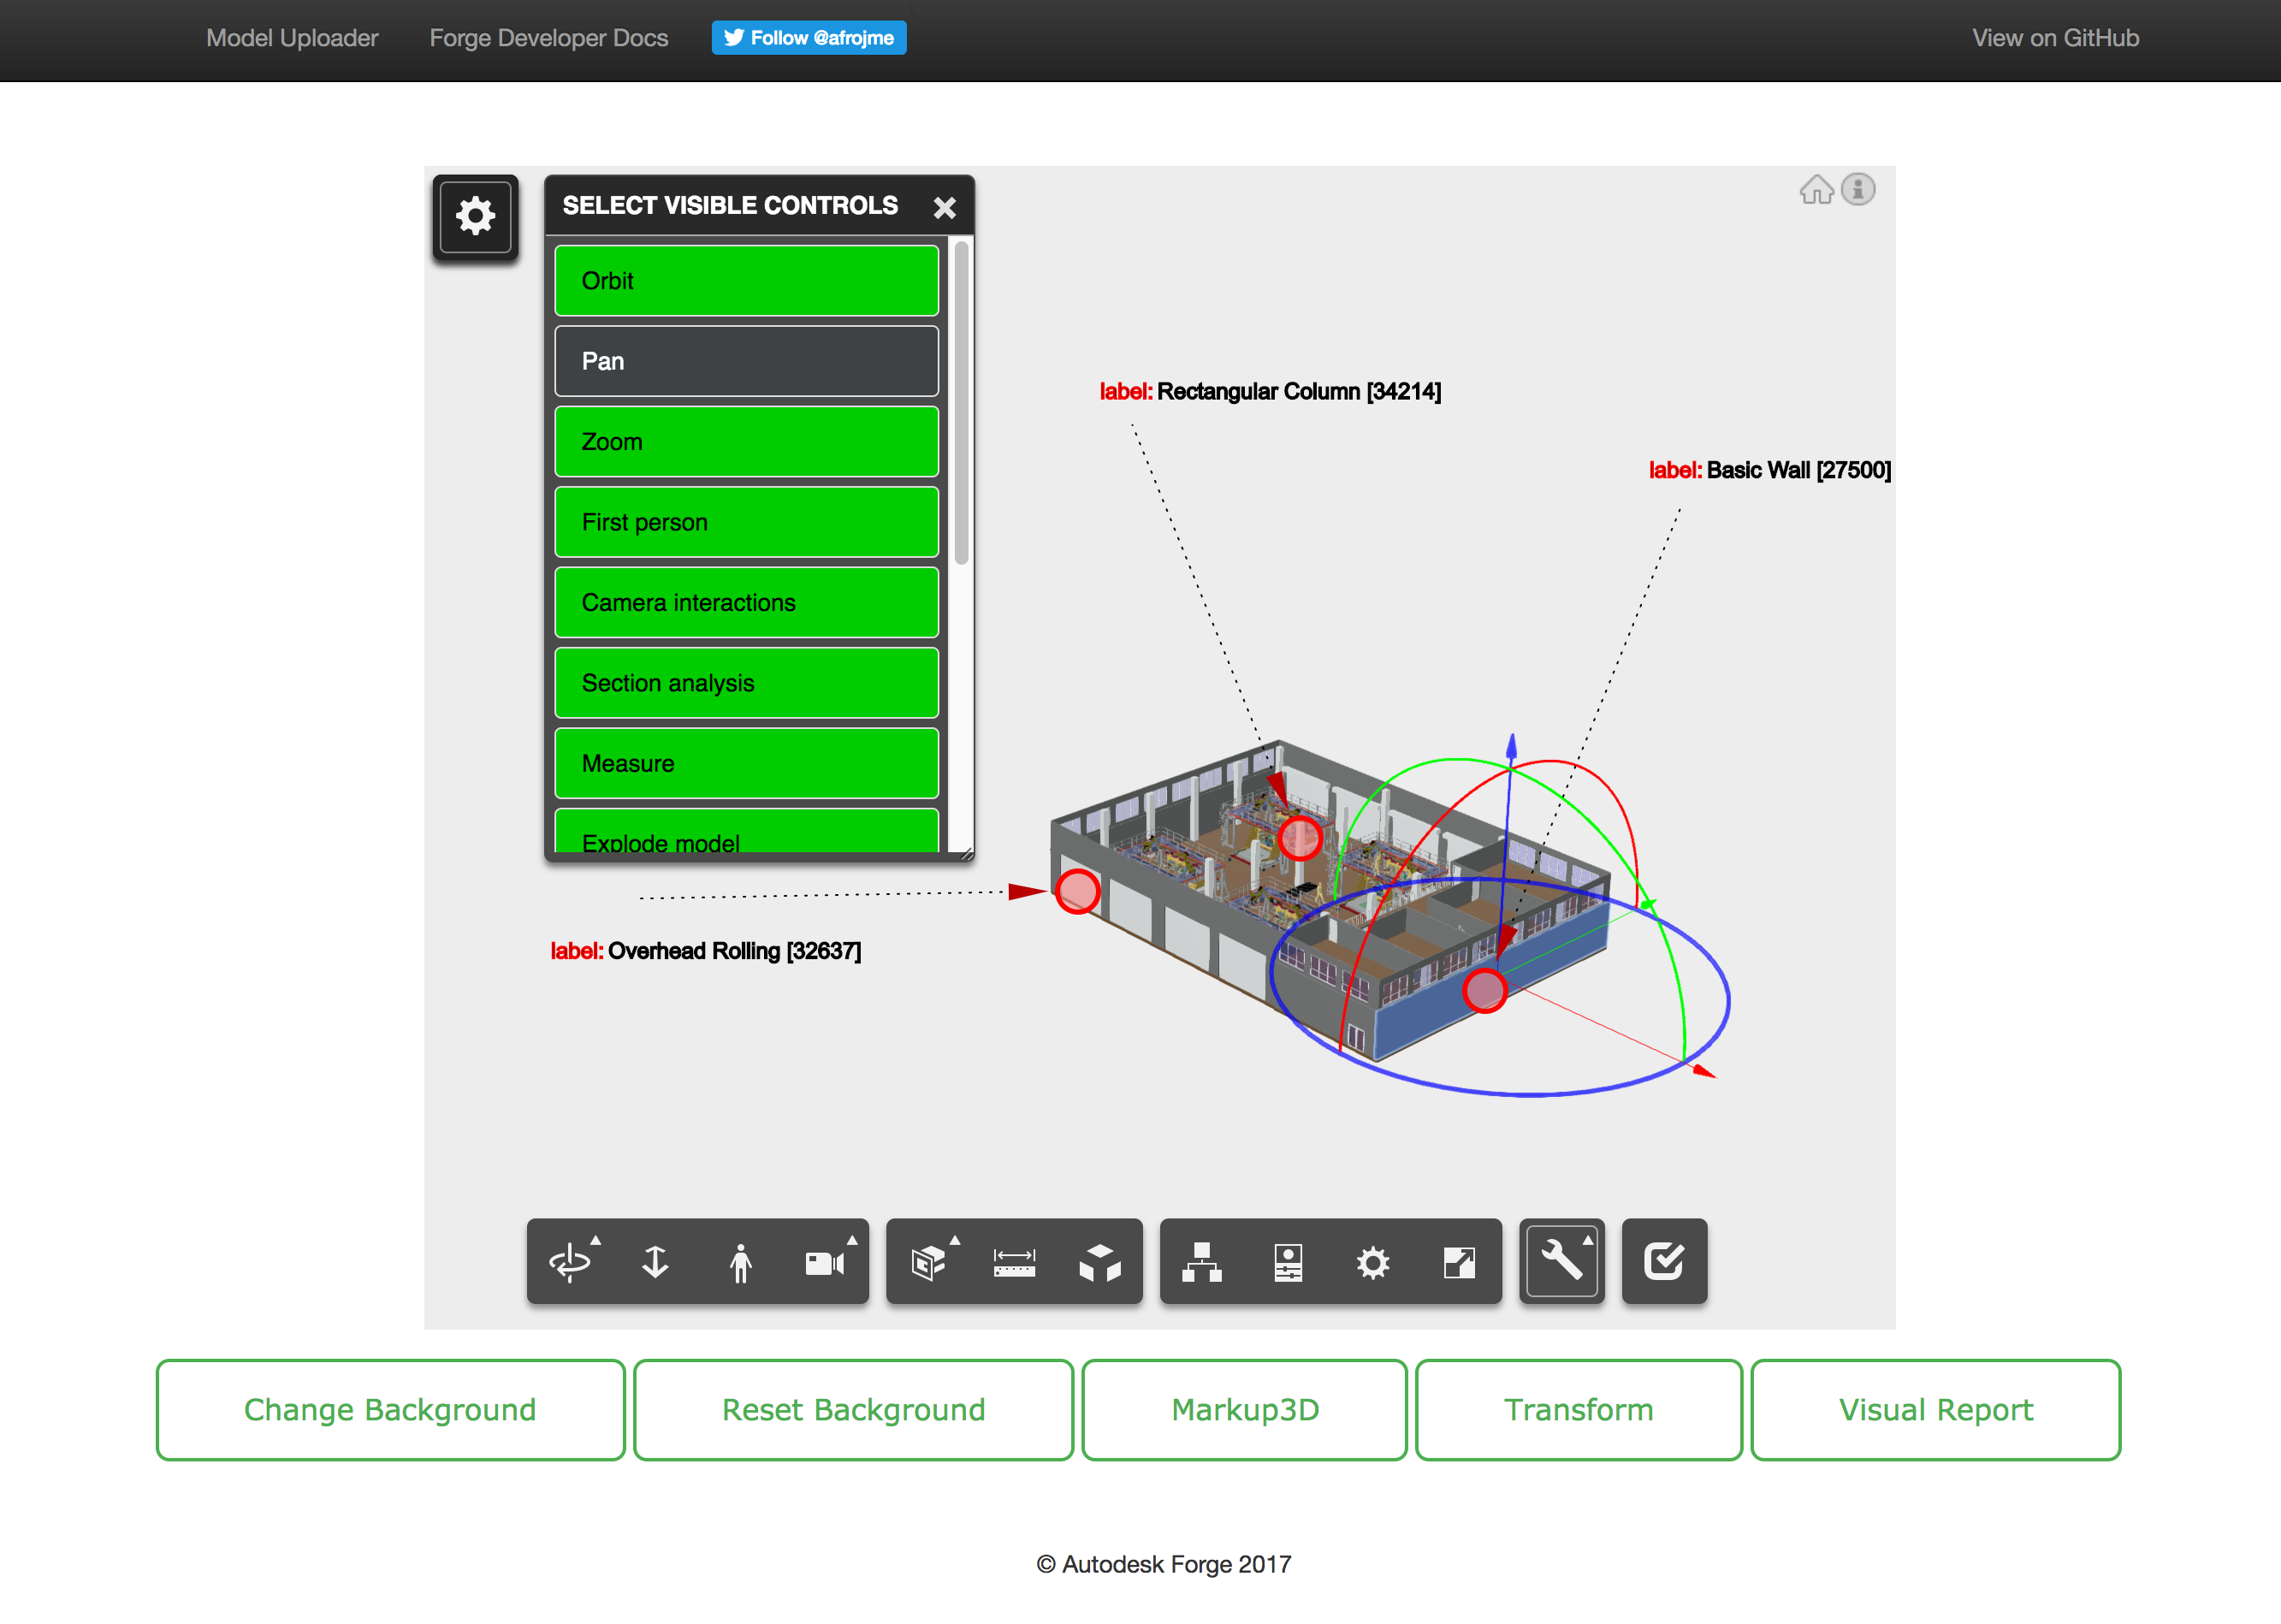 Model Uploader
Forge Developer Docs
Follow @afrojme
View on GitHub
SELECT VISIBLE CONTROLS
Orbit
Pan
Zoom
First person
Camera interactions
Section analysis
Measure
Explode model
label: Rectangular Column [34214]
label: Basic Wall [27500]
label: Overhead Rolling [32637]
Change Background
Reset Background
Markup3D
Transform
Visual Report
© Autodesk Forge 2017